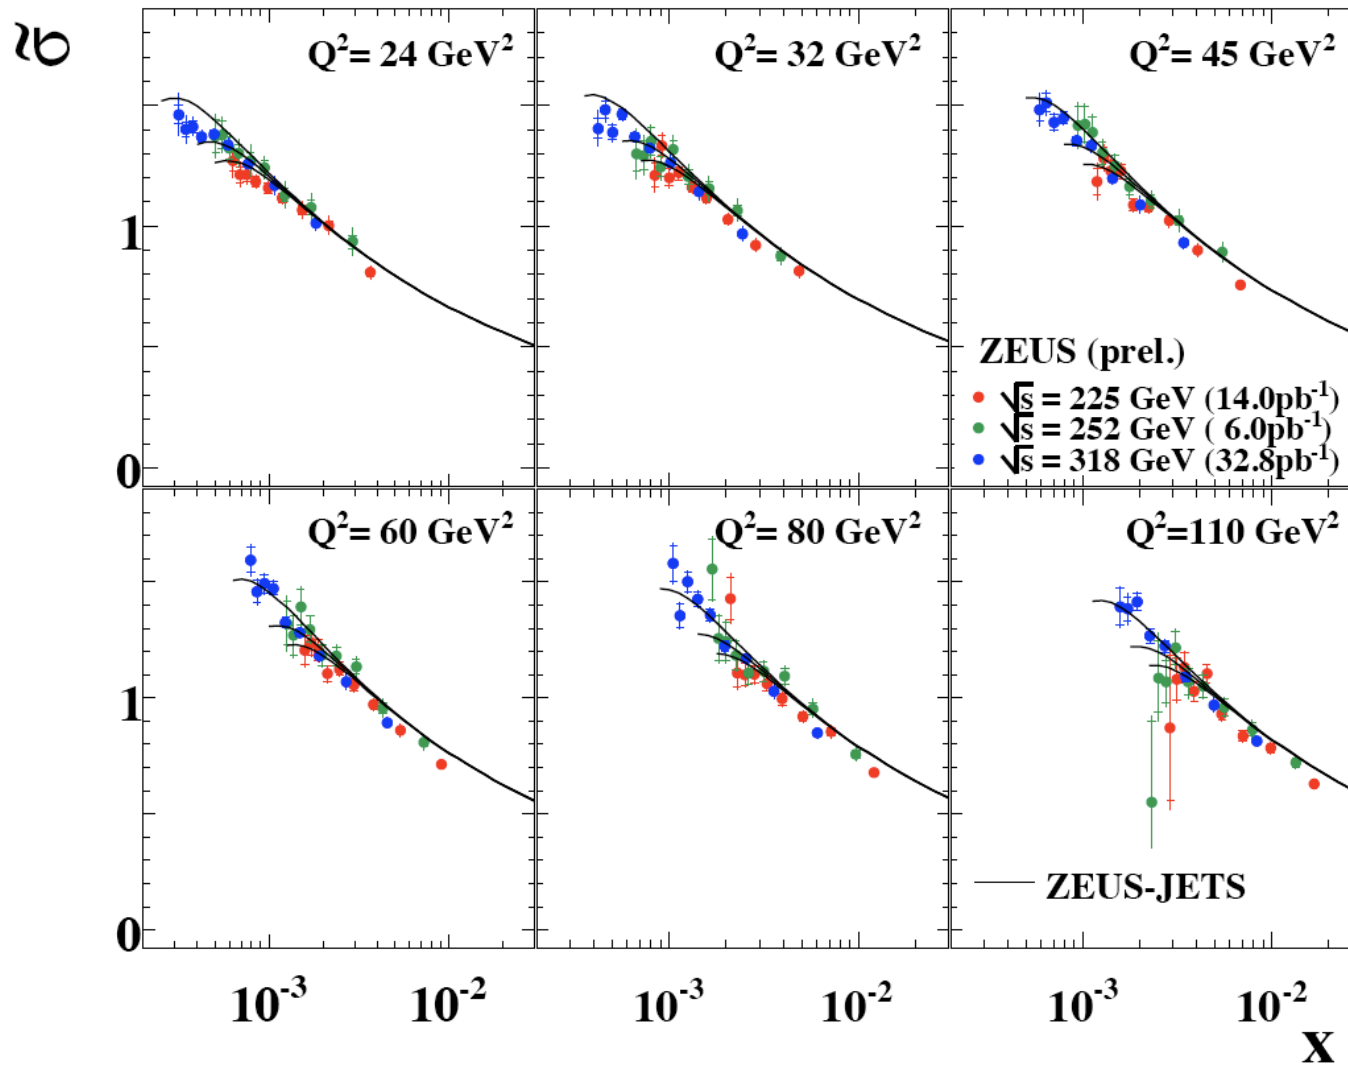 σ̃
Q²= 24 GeV²
Q²= 32 GeV²
Q²= 45 GeV²
1
ZEUS (prel.)
√s = 225 GeV (14.0pb⁻¹)
√s = 252 GeV ( 6.0pb⁻¹)
√s = 318 GeV (32.8pb⁻¹)
0
Q²= 60 GeV²
Q²= 80 GeV²
Q²=110 GeV²
1
ZEUS-JETS
0
10⁻³ 10⁻² 10⁻³ 10⁻² 10⁻³ 10⁻²
x